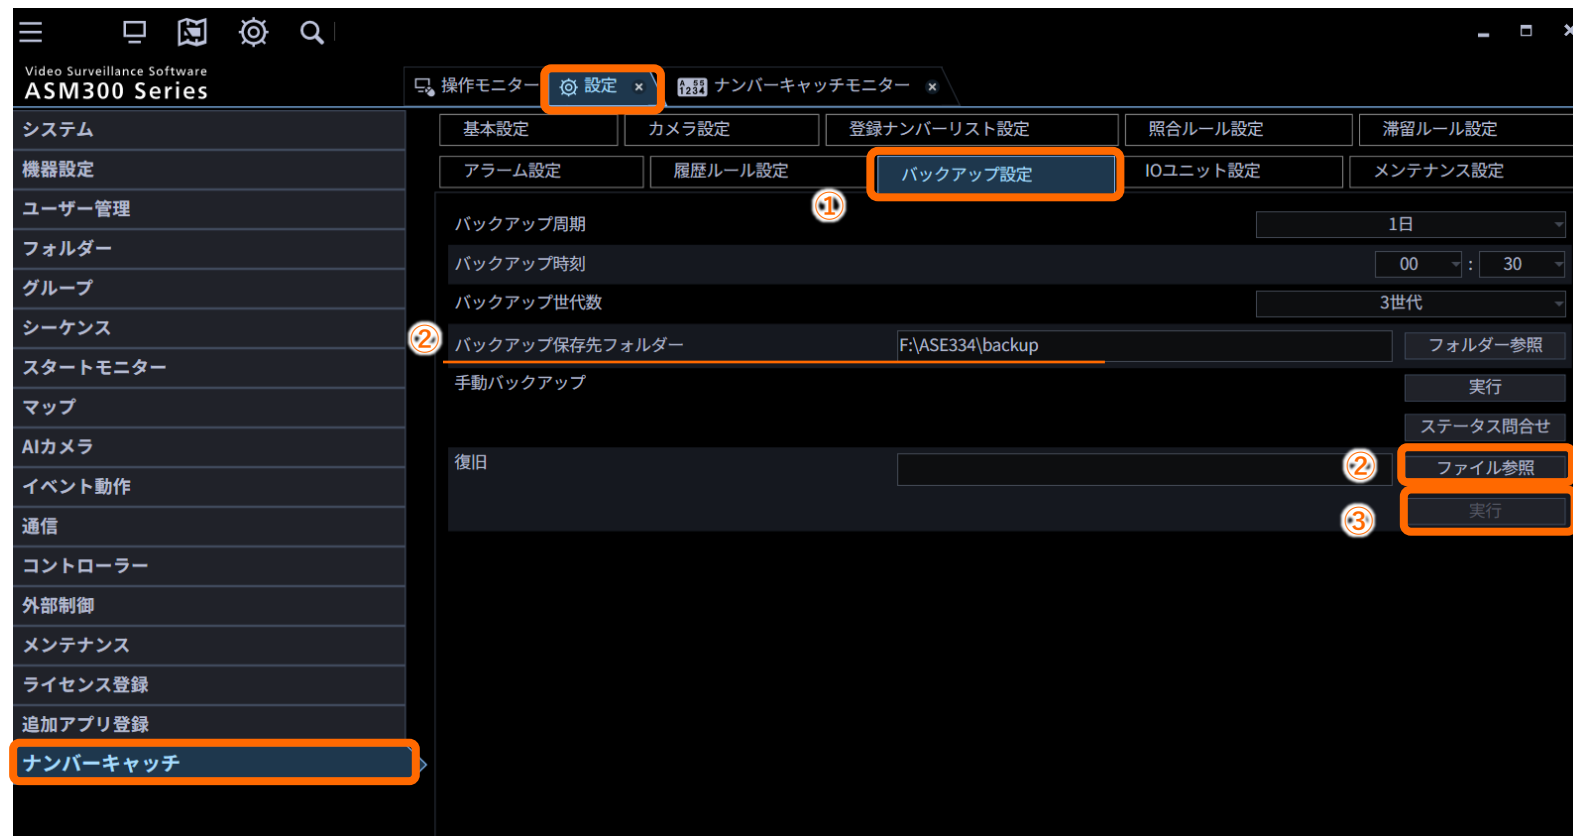 Video Surveillance Software
ASM300 Series
操作モニター
設定
A 55
1234
ナンバーキャッチモニター
システム
機器設定
ユーザー管理
フォルダー
グループ
シーケンス
スタートモニター
マップ
AIカメラ
イベント動作
通信
コントローラー
外部制御
メンテナンス
ライセンス登録
追加アプリ登録
ナンバーキャッチ
基本設定
カメラ設定
登録ナンバーリスト設定
照合ルール設定
滞留ルール設定
アラーム設定
履歴ルール設定
バックアップ設定
IOユニット設定
メンテナンス設定
①
バックアップ周期
1日
バックアップ時刻
00 : 30
バックアップ世代数
3世代
②
バックアップ保存先フォルダー
F:\ASE334\backup
フォルダー参照
手動バックアップ
実行
ステータス問合せ
復旧
②
ファイル参照
③
実行